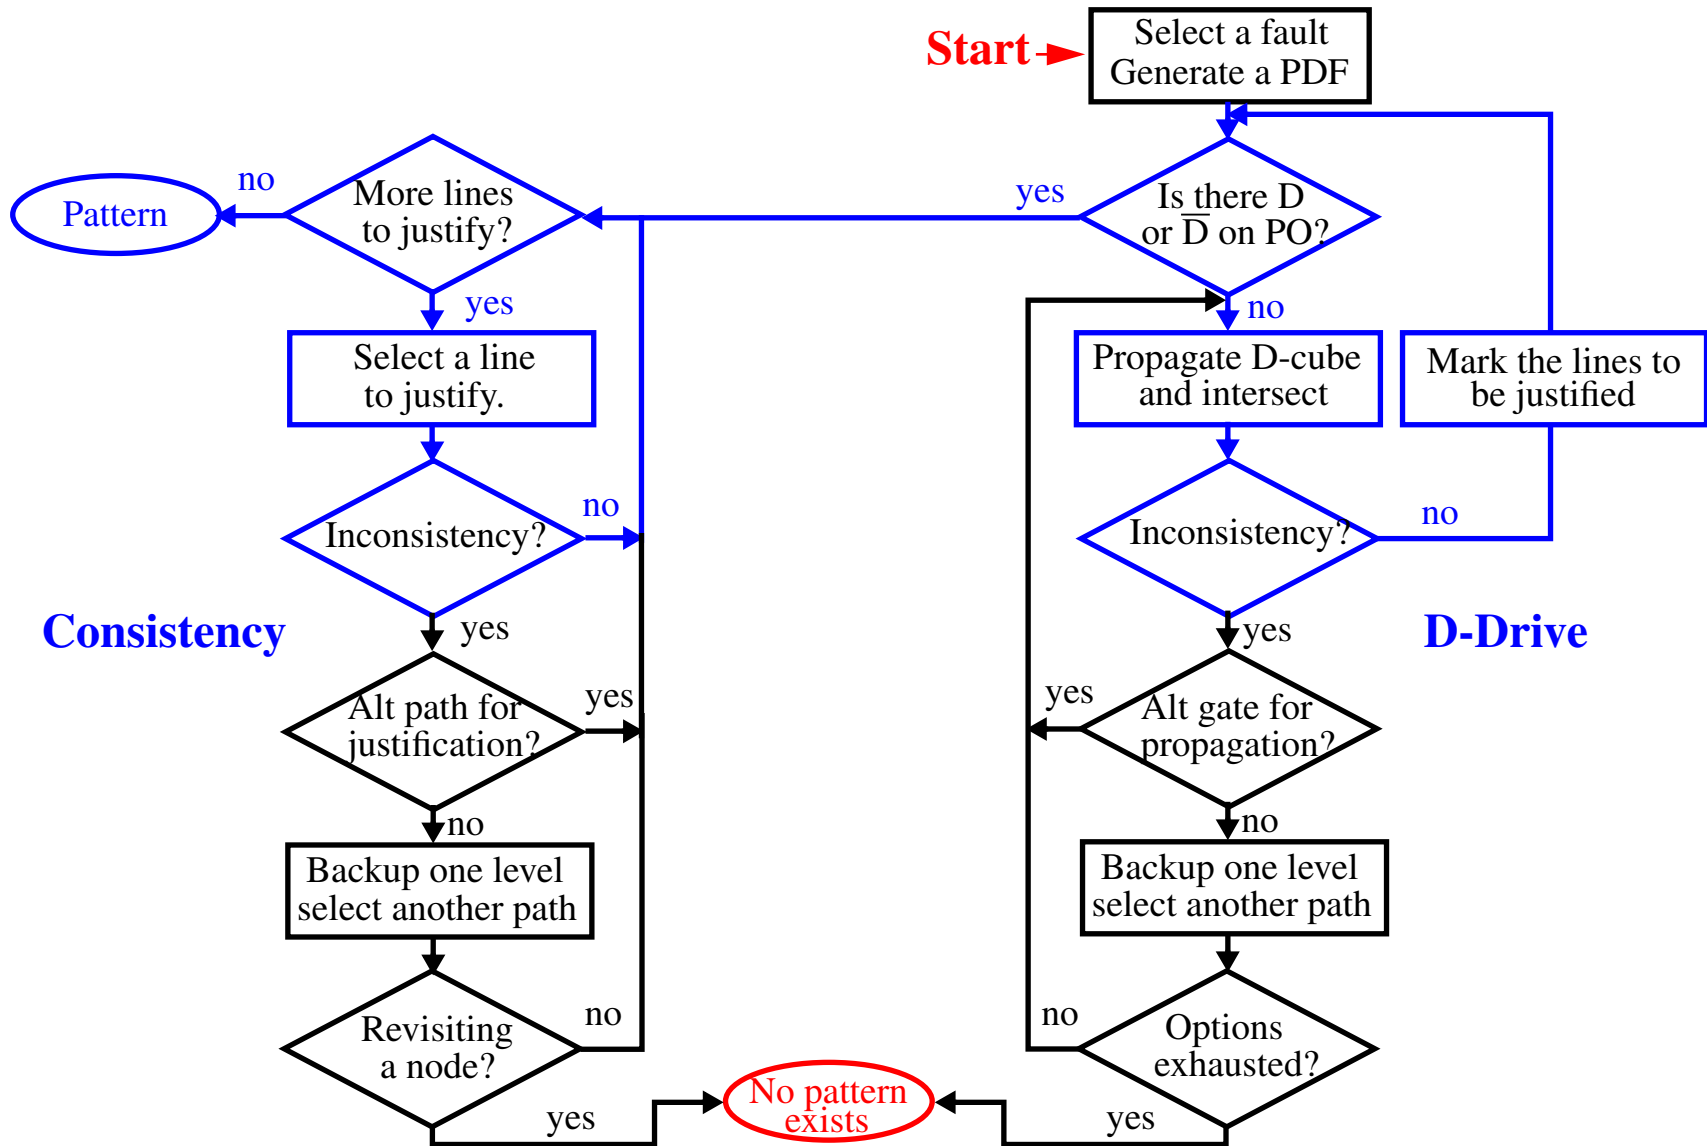 Start
Select a fault
Generate a PDF
Is there D
or D̅ on PO?
yes
no
Propagate D-cube
and intersect
Mark the lines to
be justified
Inconsistency?
no
yes
D-Drive
Alt gate for
propagation?
yes
no
Backup one level
select another path
Options
exhausted?
no
yes
More lines
to justify?
no
Pattern
yes
Select a line
to justify.
Inconsistency?
no
yes
Consistency
Alt path for
justification?
yes
no
Backup one level
select another path
Revisiting
a node?
no
yes
No pattern
exists